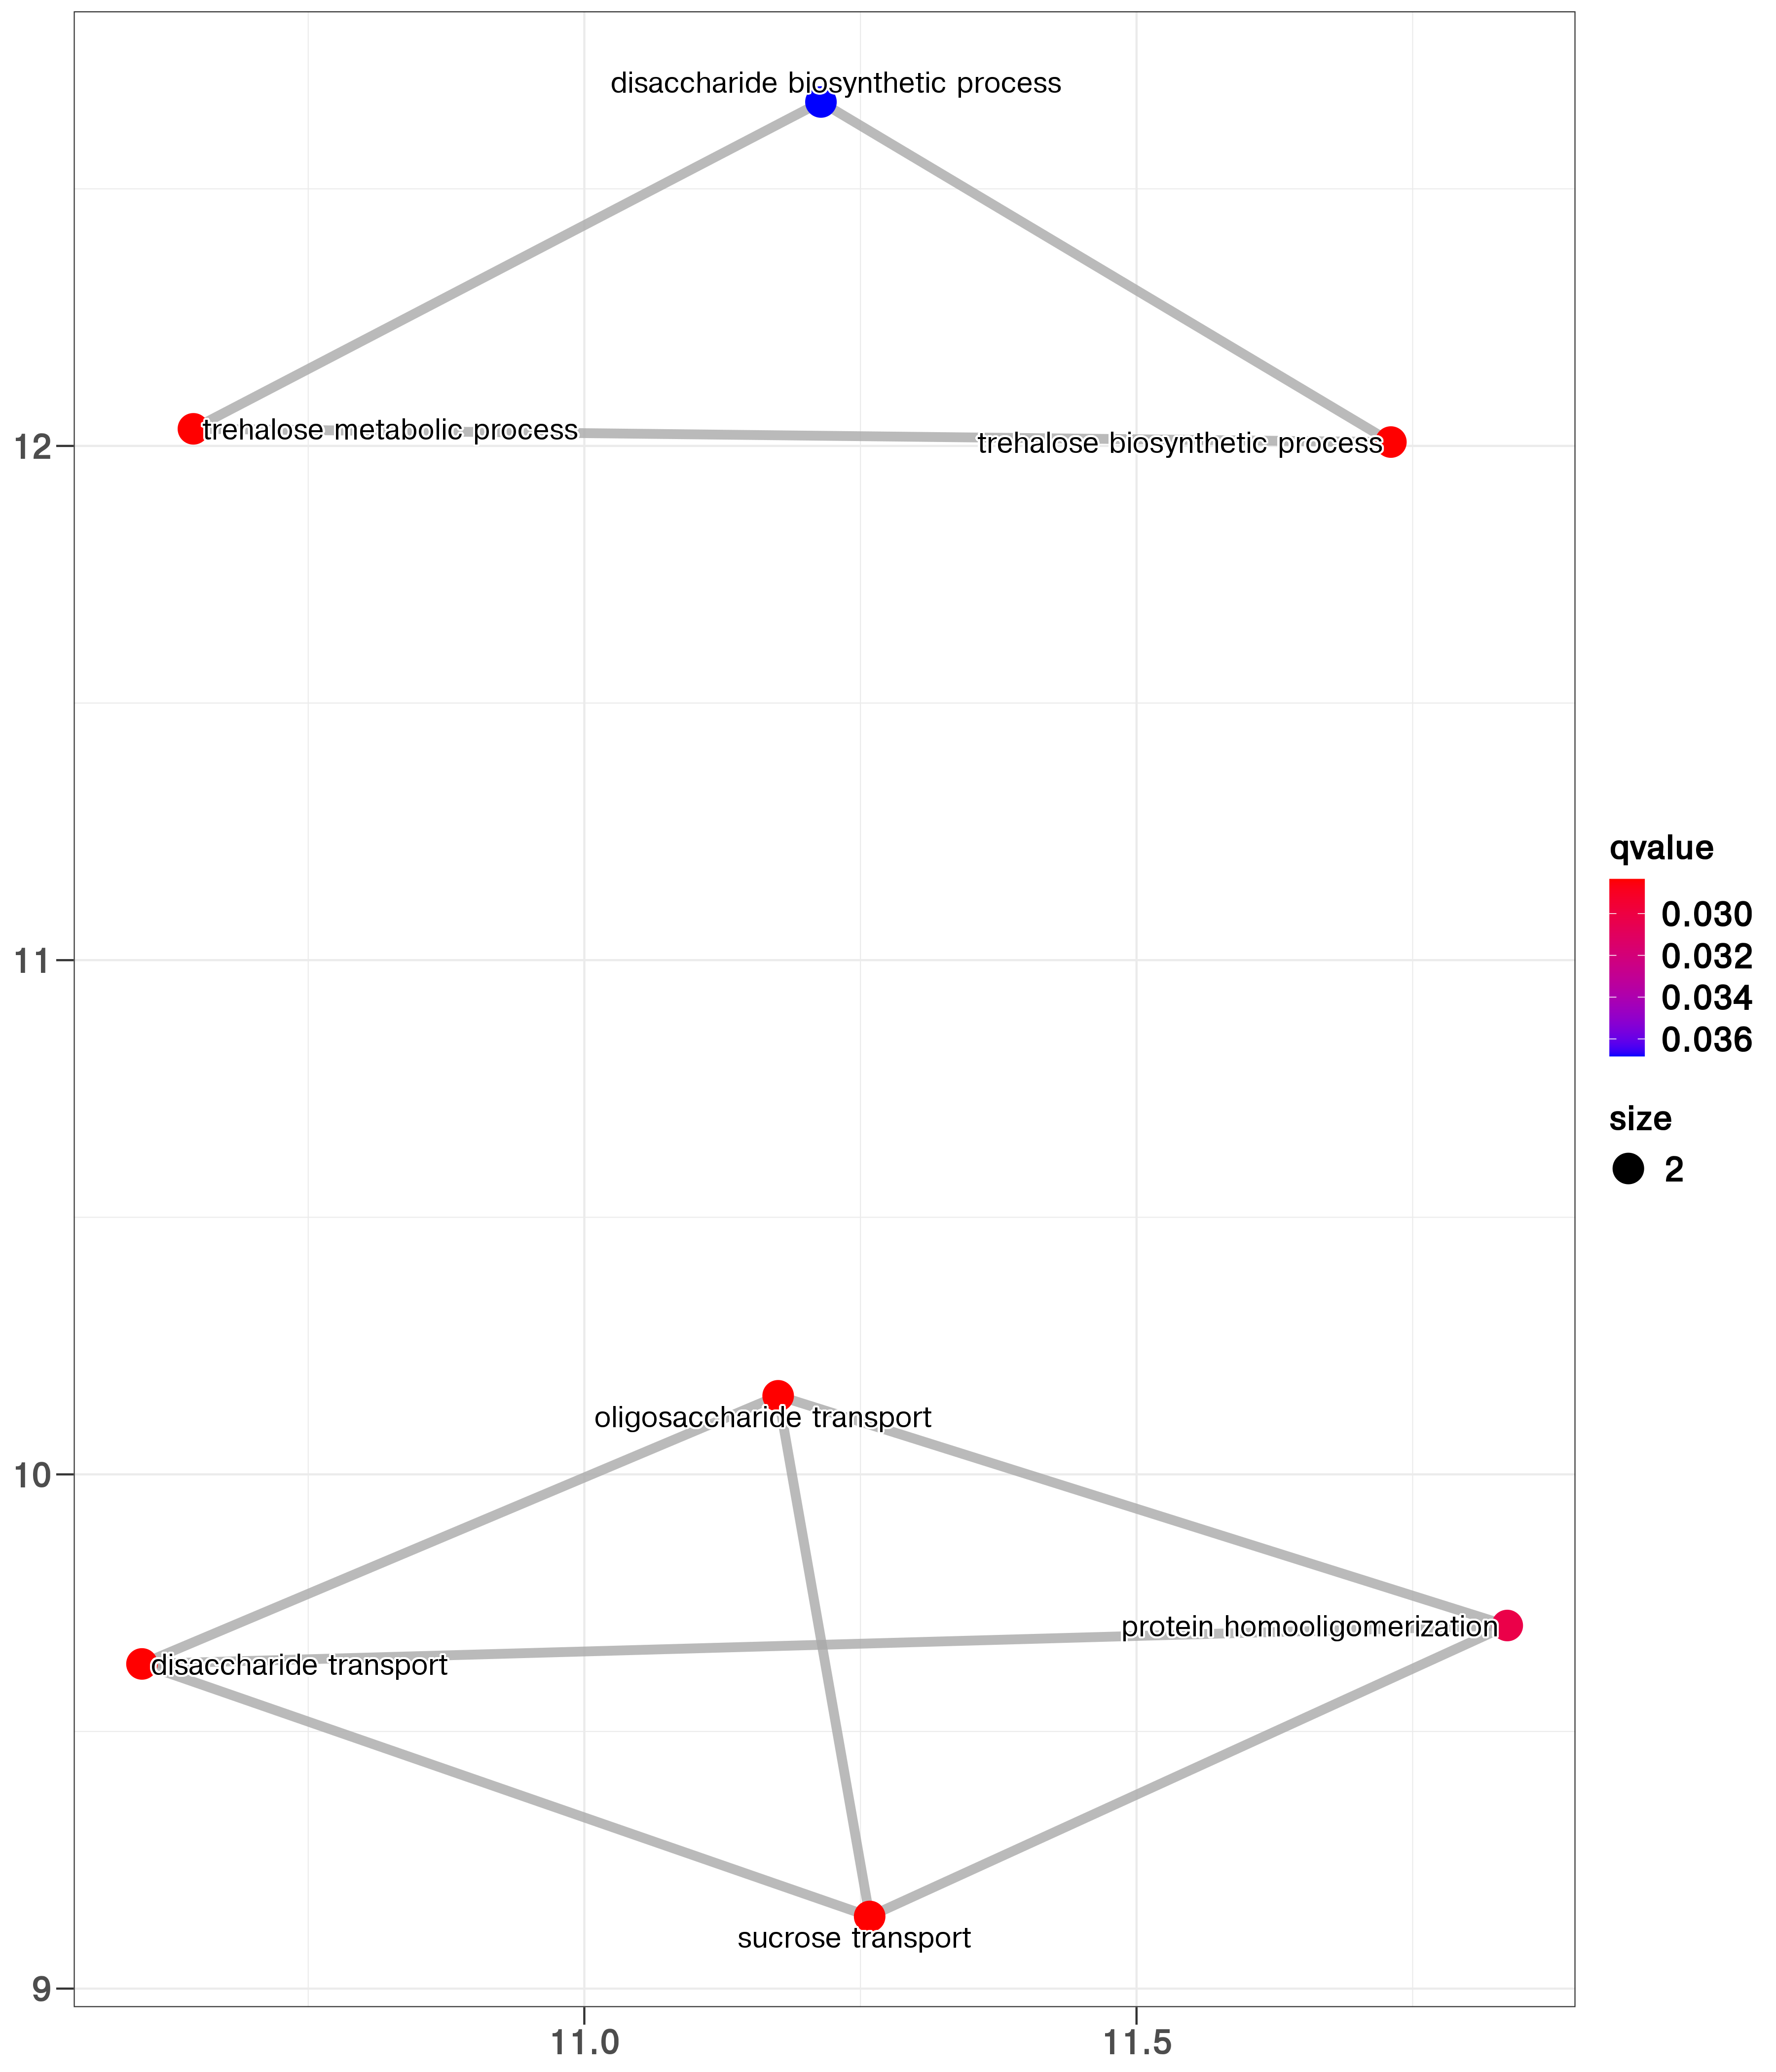 disaccharide biosynthetic process
trehalose metabolic process
trehalose biosynthetic process
12
11
10
9
oligosaccharide transport
protein homooligomerization
disaccharide transport
sucrose transport
11.0
11.5
qvalue
0.030
0.032
0.034
0.036
size
2